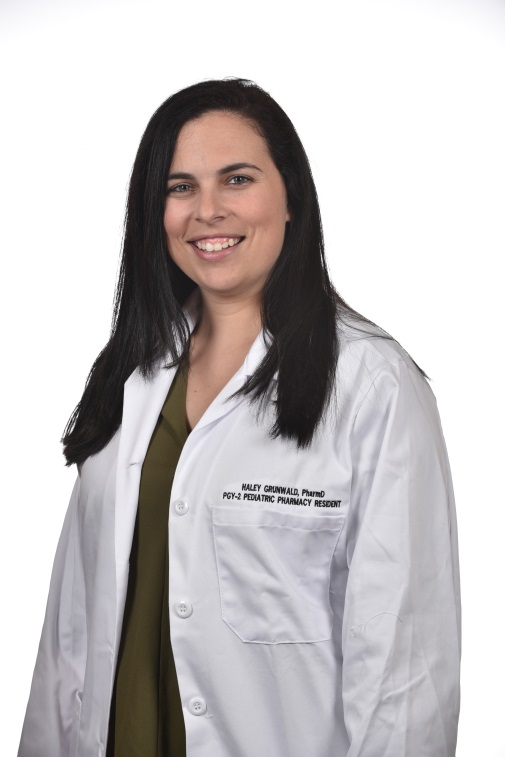 HALEY GRUNWALD, PharmD
PGY-2 PEDIATRIC PHARMACY RESIDENT